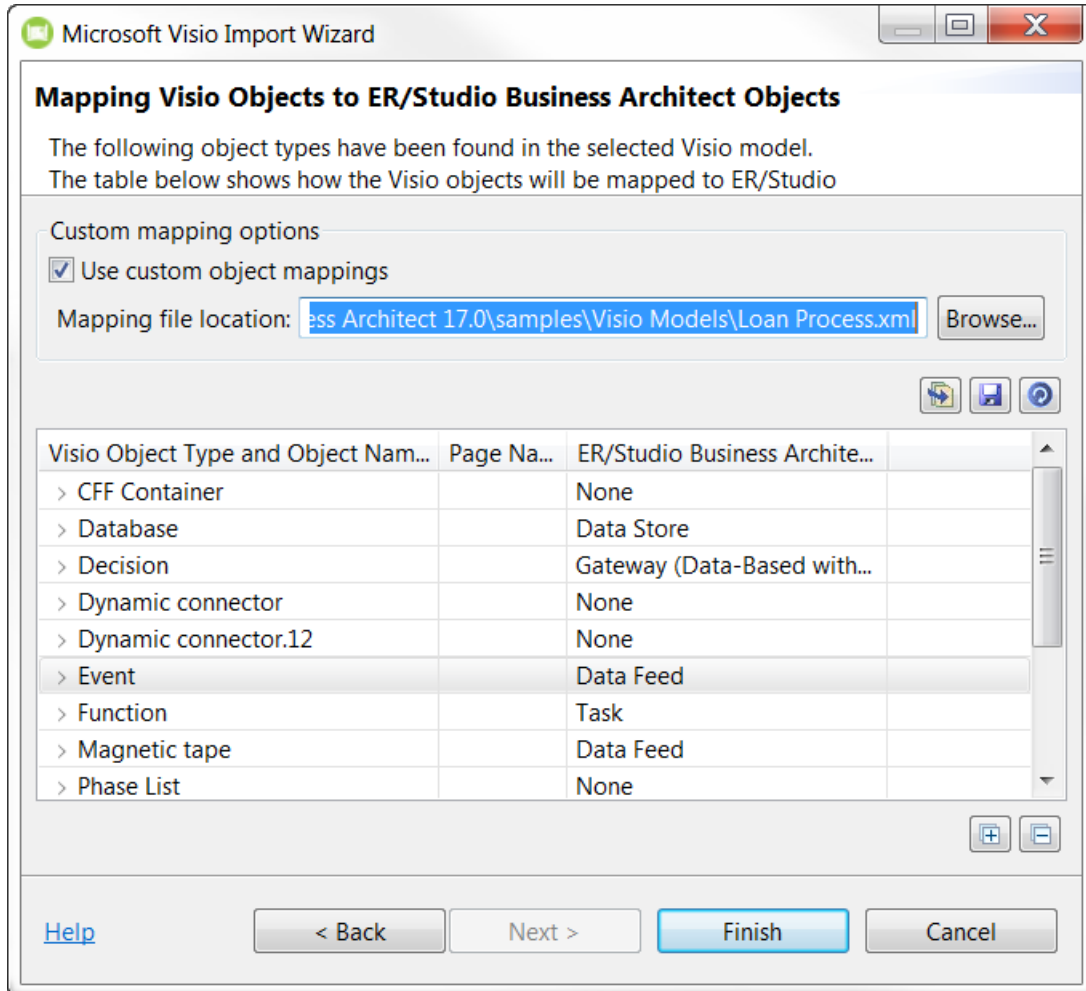 Microsoft Visio Import Wizard
Mapping Visio Objects to ER/Studio Business Architect Objects
The following object types have been found in the selected Visio model.
The table below shows how the Visio objects will be mapped to ER/Studio
Custom mapping options
Use custom object mappings
Mapping file location: ess Architect 17.0\samples\Visio Models\Loan Process.xml Browse...
Visio Object Type and Object Nam... Page Na... ER/Studio Business Archite...
CFF Container None
Database Data Store
Decision Gateway (Data-Based with...
Dynamic connector None
Dynamic connector.12 None
Event Data Feed
Function Task
Magnetic tape Data Feed
Phase List None
Help < Back Next > Finish Cancel